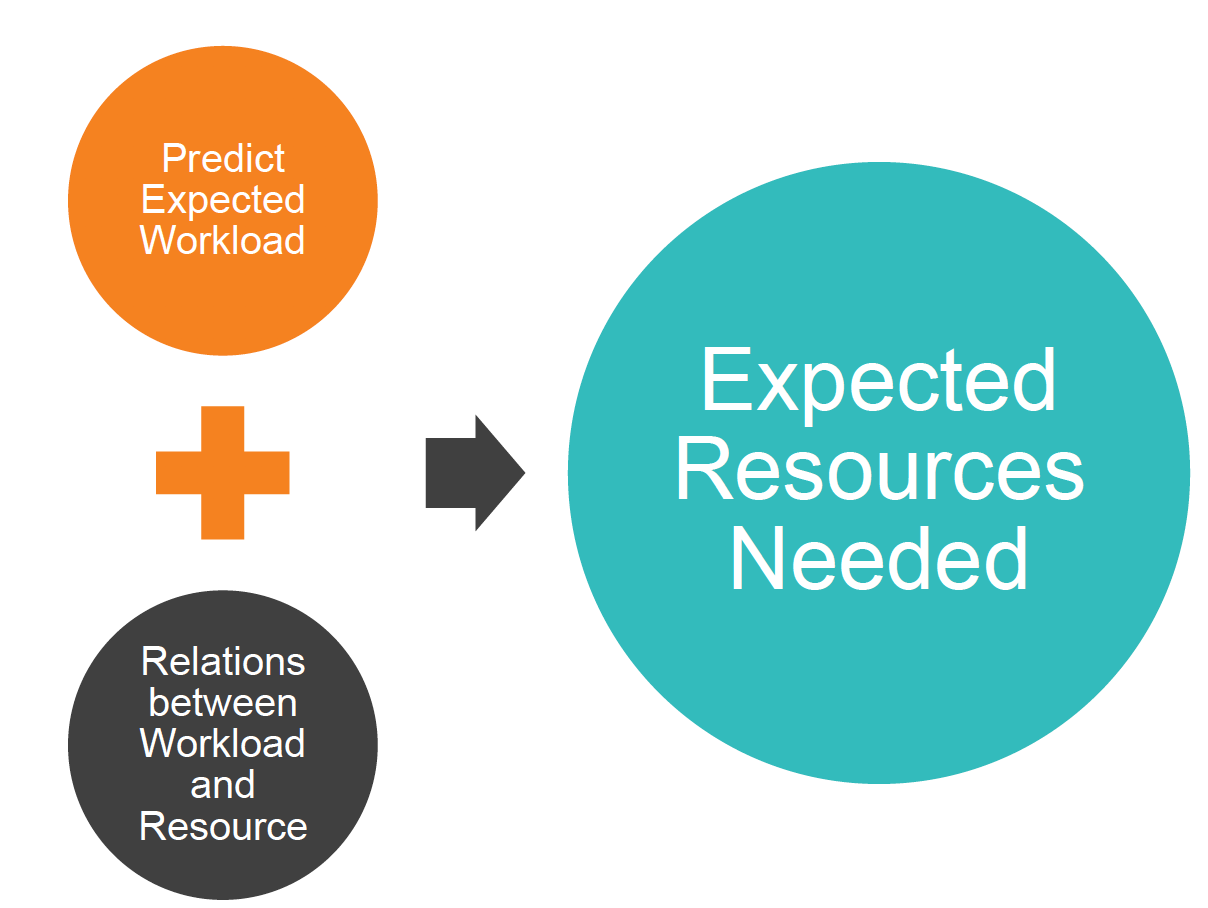 Predict
Expected
Workload
Relations
between
Workload
and
Resource
Expected
Resources
Needed